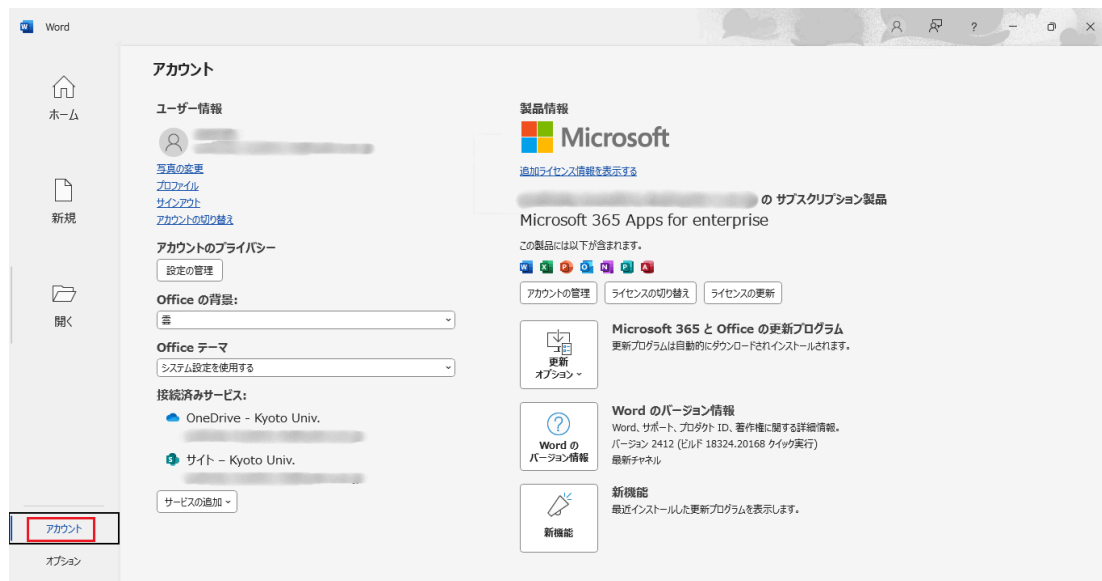 Word
?
ホーム
新規
開く
アカウント
オプション
アカウント
ユーザー情報
写真の変更
プロファイル
サインアウト
アカウントの切り替え
アカウントのプライバシー
設定の管理
Office の背景:
雲
Office テーマ
システム設定を使用する
接続済みサービス:
OneDrive - Kyoto Univ.
サイト – Kyoto Univ.
サービスの追加
製品情報
Microsoft
追加ライセンス情報を表示する
の サブスクリプション製品
Microsoft 365 Apps for enterprise
この製品には以下が含まれます。
アカウントの管理 ライセンスの切り替え ライセンスの更新
更新
オプション
Microsoft 365 と Office の更新プログラム
更新プログラムは自動的にダウンロードされインストールされます。
Word の
バージョン情報
Word のバージョン情報
Word、サポート、プロダクト ID、著作権に関する詳細情報。
バージョン 2412 (ビルド 18324.20168 クイック実行)
最新チャネル
新機能
新機能
最近インストールした更新プログラムを表示します。